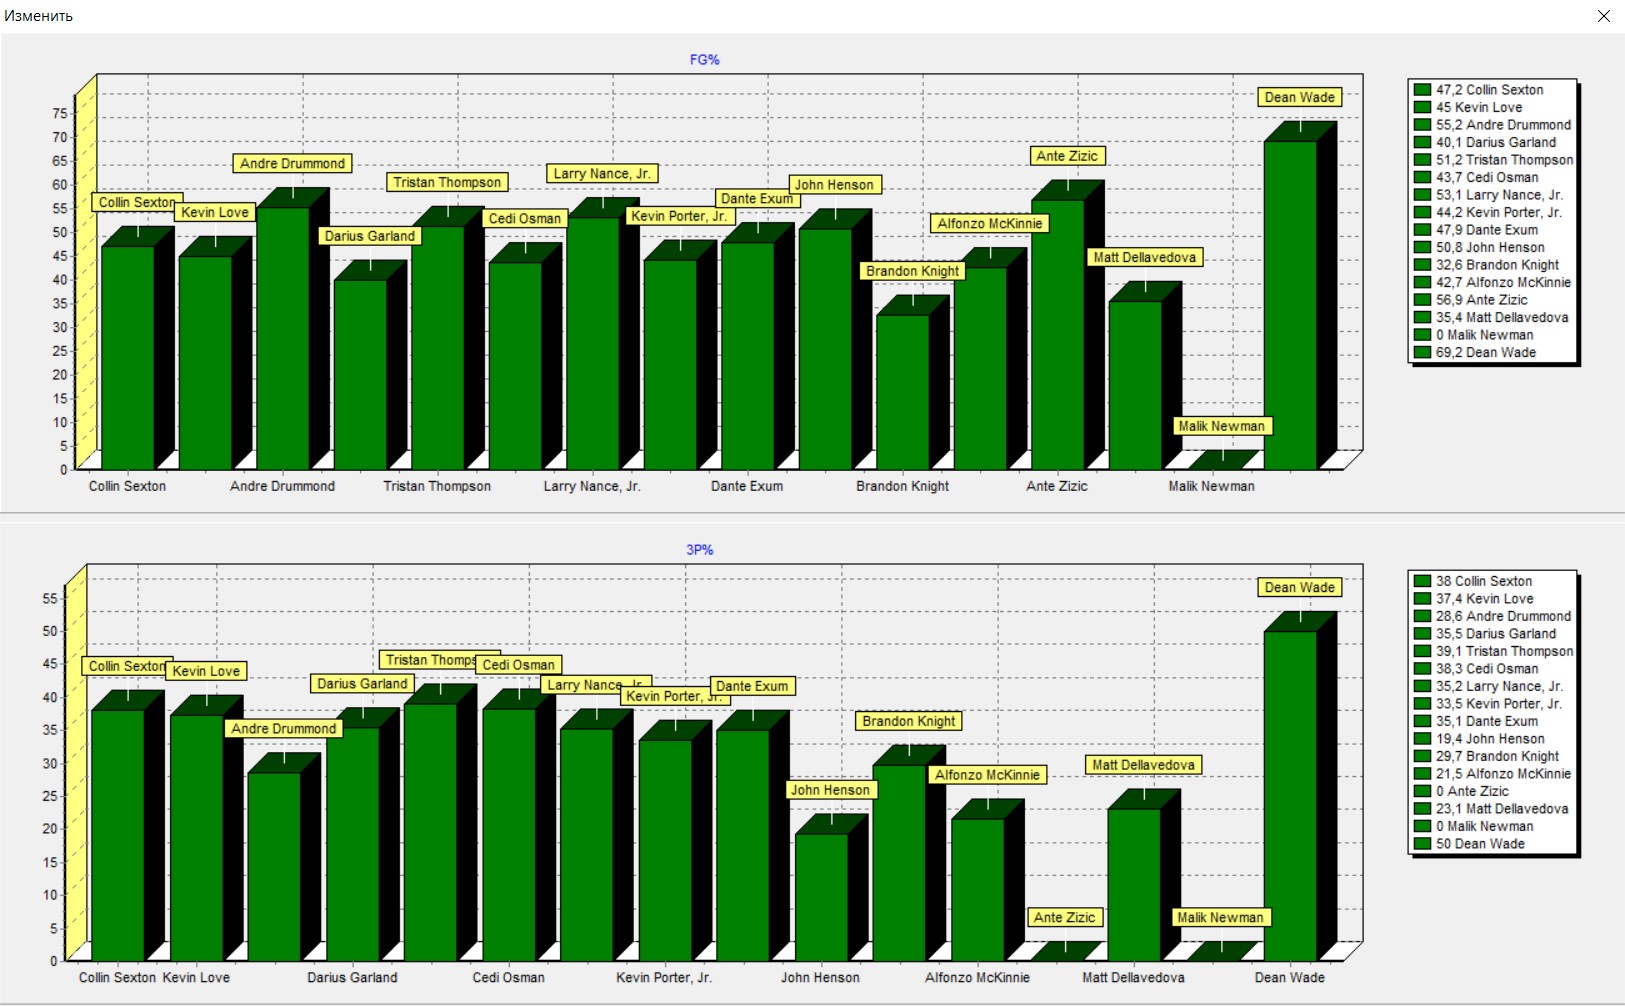 Изменить
FG%
75
70
65
60
55
50
45
40
35
30
25
20
15
10
5
0
Collin Sexton
Kevin Love
Andre Drummond
Darius Garland
Tristan Thompson
Cedi Osman
Larry Nance, Jr.
Kevin Porter, Jr.
Dante Exum
John Henson
Brandon Knight
Alfonzo McKinnie
Ante Zizic
Matt Dellavedova
Malik Newman
Dean Wade
Collin Sexton Andre Drummond Tristan Thompson Larry Nance, Jr. Dante Exum Brandon Knight Ante Zizic Malik Newman
47,2 Collin Sexton
45 Kevin Love
55,2 Andre Drummond
40,1 Darius Garland
51,2 Tristan Thompson
43,7 Cedi Osman
53,1 Larry Nance, Jr.
44,2 Kevin Porter, Jr.
47,9 Dante Exum
50,8 John Henson
32,6 Brandon Knight
42,7 Alfonzo McKinnie
56,9 Ante Zizic
35,4 Matt Dellavedova
0 Malik Newman
69,2 Dean Wade
3P%
55
50
45
40
35
30
25
20
15
10
5
0
Collin Sexton
Kevin Love
Andre Drummond
Darius Garland
Tristan Thomps
Cedi Osman
Larry Nance, Jr.
Kevin Porter, Jr.
Dante Exum
John Henson
Brandon Knight
Alfonzo McKinnie
Ante Zizic
Matt Dellavedova
Malik Newman
Dean Wade
Collin Sexton Kevin Love Darius Garland Cedi Osman Kevin Porter, Jr. John Henson Alfonzo McKinnie Matt Dellavedova Dean Wade
38 Collin Sexton
37,4 Kevin Love
28,6 Andre Drummond
35,5 Darius Garland
39,1 Tristan Thompson
38,3 Cedi Osman
35,2 Larry Nance, Jr.
33,5 Kevin Porter, Jr.
35,1 Dante Exum
19,4 John Henson
29,7 Brandon Knight
21,5 Alfonzo McKinnie
0 Ante Zizic
23,1 Matt Dellavedova
0 Malik Newman
50 Dean Wade